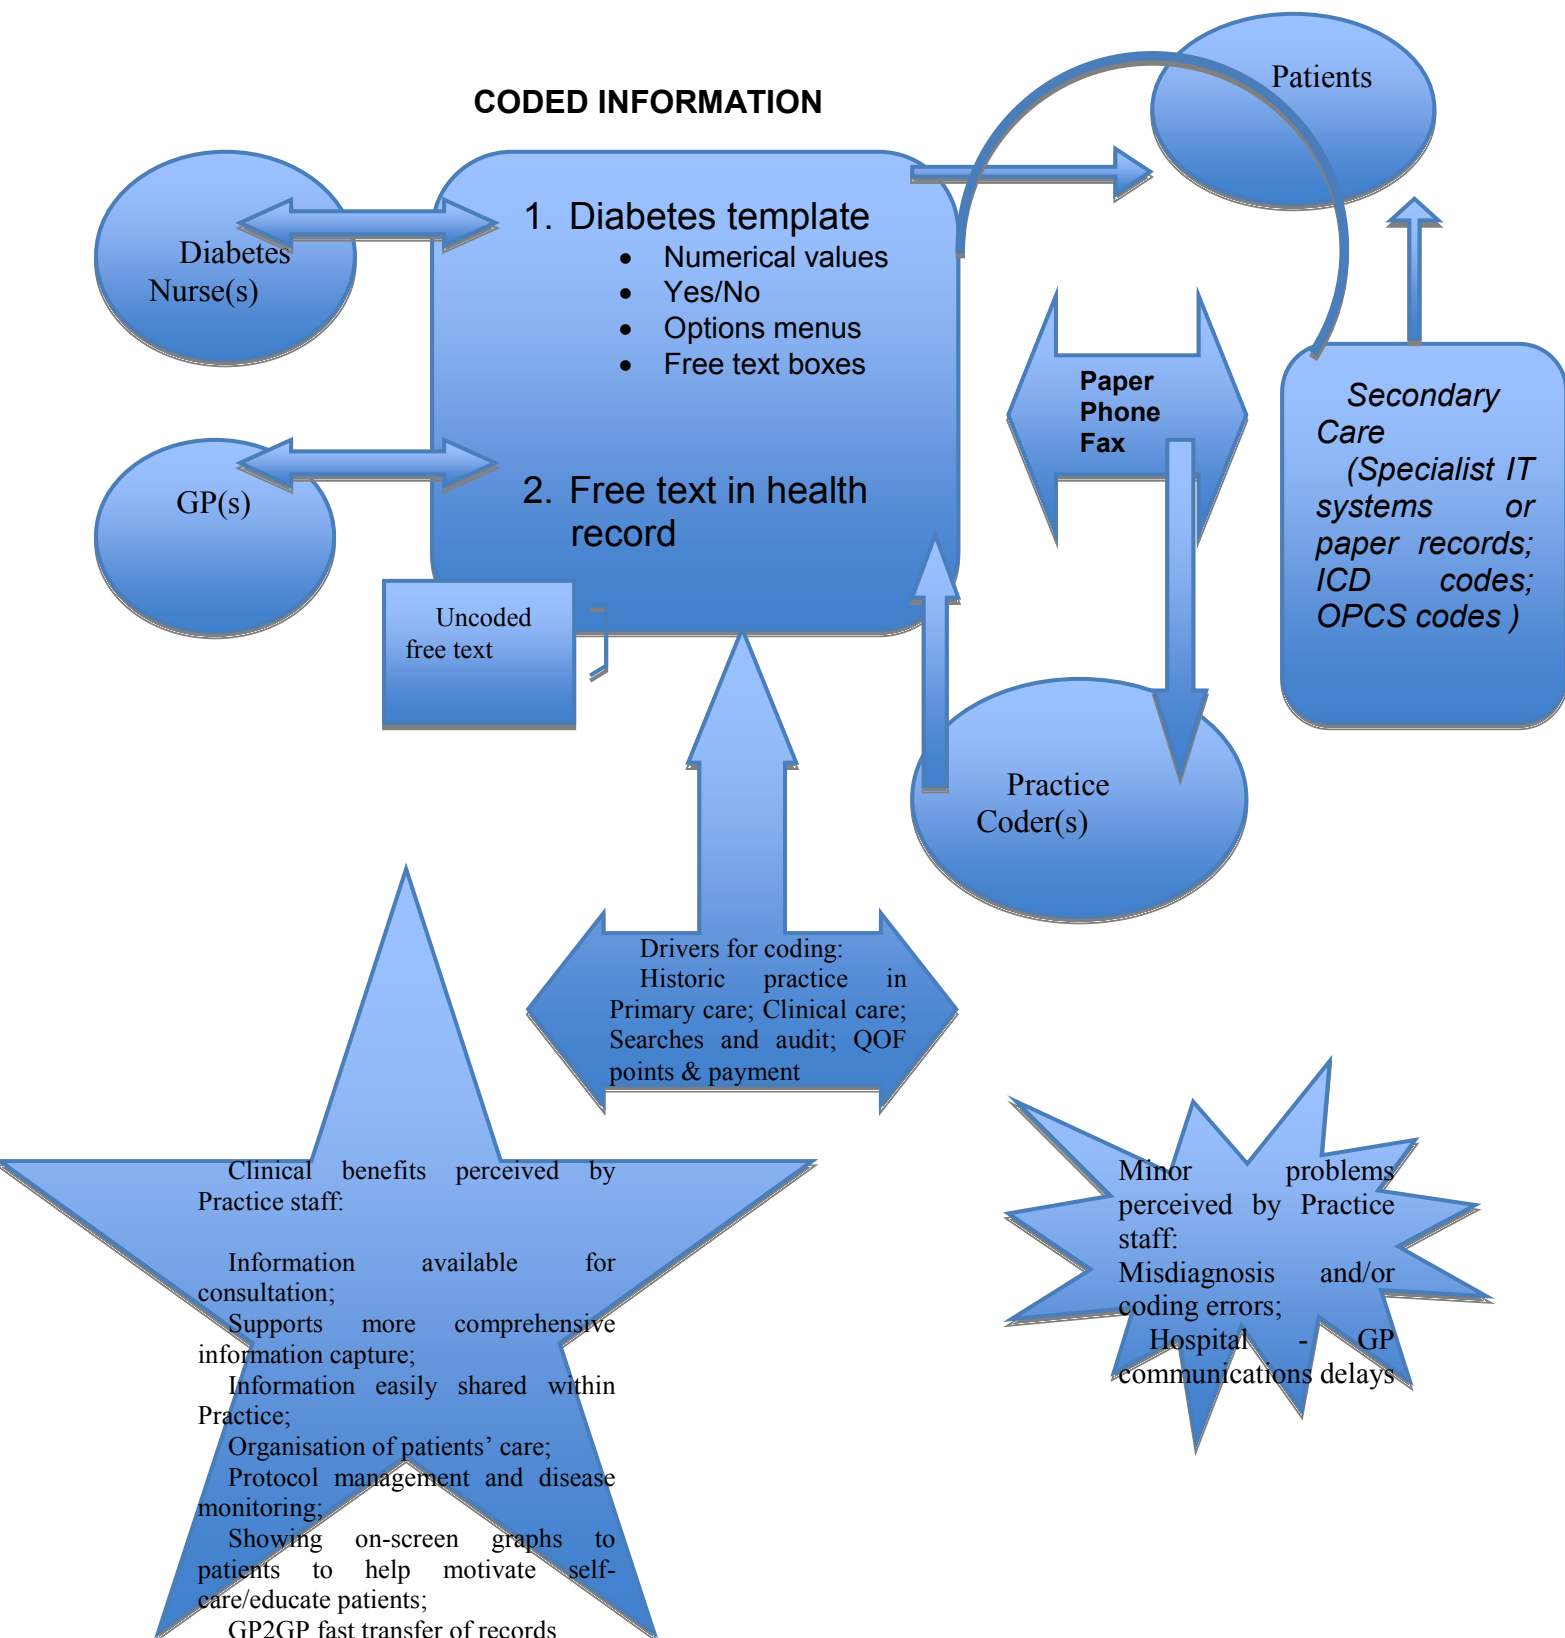 Patients
CODED INFORMATION
Diabetes
Nurse(s)
1. Diabetes template
• Numerical values
• Yes/No
• Options menus
• Free text boxes
2. Free text in health
record
GP(s)
Uncoded
free text
Paper
Phone
Fax
Secondary
Care
(Specialist IT
systems or
paper records;
ICD codes;
OPCS codes )
Practice
Coder(s)
Drivers for coding:
Historic practice in
Primary care; Clinical care;
Searches and audit; QOF
points & payment
Clinical benefits perceived by
Practice staff:
Information available for
consultation;
Supports more comprehensive
information capture;
Information easily shared within
Practice;
Organisation of patients’ care;
Protocol management and disease
monitoring;
Showing on-screen graphs to
patients to help motivate self-
care/educate patients;
GP2GP fast transfer of records
Minor problems
perceived by Practice
staff:
Misdiagnosis and/or
coding errors;
Hospital - GP
communications delays